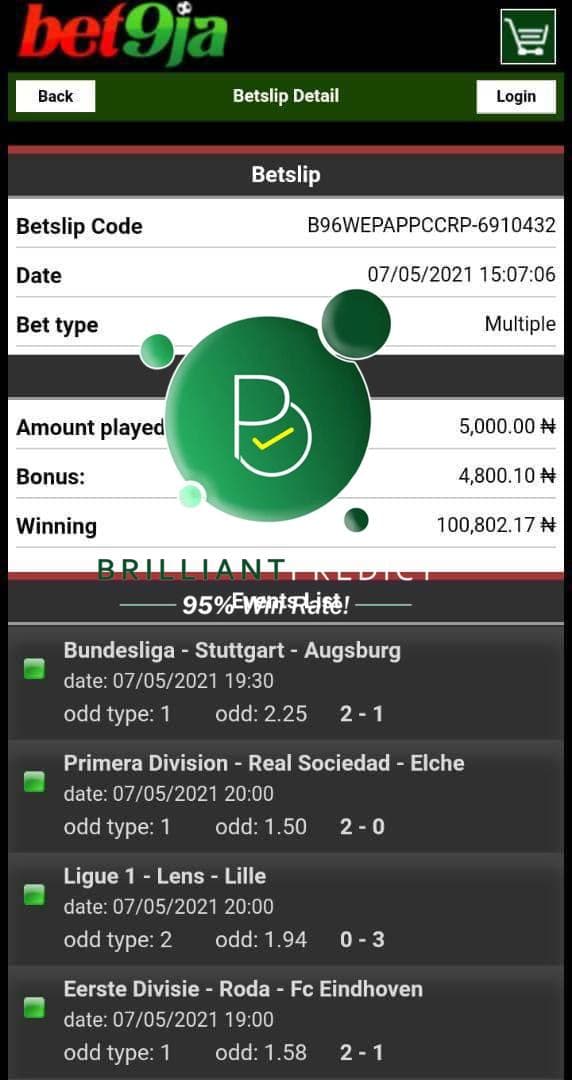 bet9ja
Back Betslip Detail Login
Betslip
Betslip Code B96WEPAPPCCRP-6910432
Date 07/05/2021 15:07:06
Bet type Multiple
Amount played 5,000.00 ₦
Bonus: 4,800.10 ₦
Winning 100,802.17 ₦
BRILLIANT PREDICT
Events List
95% Win Rate!
Bundesliga - Stuttgart - Augsburg
date: 07/05/2021 19:30
odd type: 1 odd: 2.25 2 - 1
Primera Division - Real Sociedad - Elche
date: 07/05/2021 20:00
odd type: 1 odd: 1.50 2 - 0
Ligue 1 - Lens - Lille
date: 07/05/2021 20:00
odd type: 2 odd: 1.94 0 - 3
Eerste Divisie - Roda - Fc Eindhoven
date: 07/05/2021 19:00
odd type: 1 odd: 1.58 2 - 1